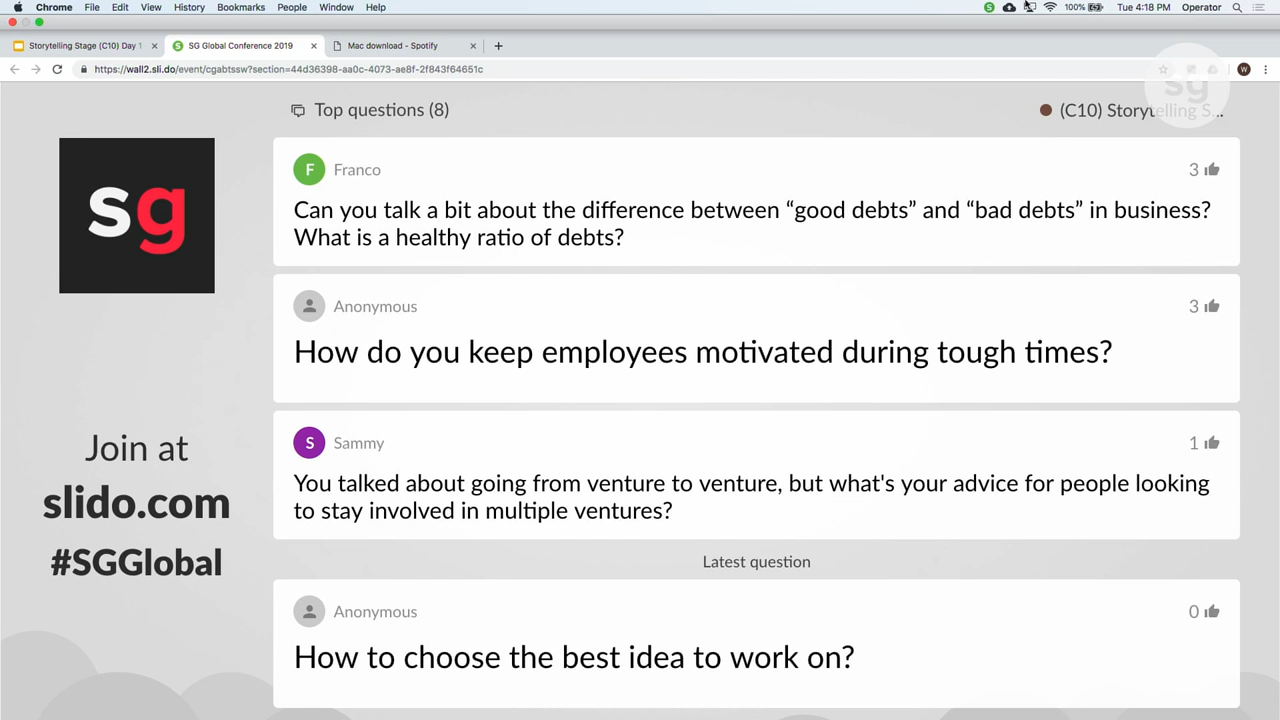 Chrome File Edit View History Bookmarks People Window Help
100% Tue 4:18 PM Operator
Storytelling Stage (C10) Day 1
SG Global Conference 2019
Mac download - Spotify
https://wall2.sli.do/event/cgabtssw?section=44d36398-aa0c-4073-ae8f-2f843f64651c
W
sg
Top questions (8)
(C10) Storytelling S...
sg
F
Franco
3
Can you talk a bit about the difference between “good debts” and “bad debts” in business?
What is a healthy ratio of debts?
Anonymous
3
How do you keep employees motivated during tough times?
S
Sammy
1
You talked about going from venture to venture, but what's your advice for people looking
to stay involved in multiple ventures?
Join at
slido.com
#SGGlobal
Latest question
Anonymous
0
How to choose the best idea to work on?